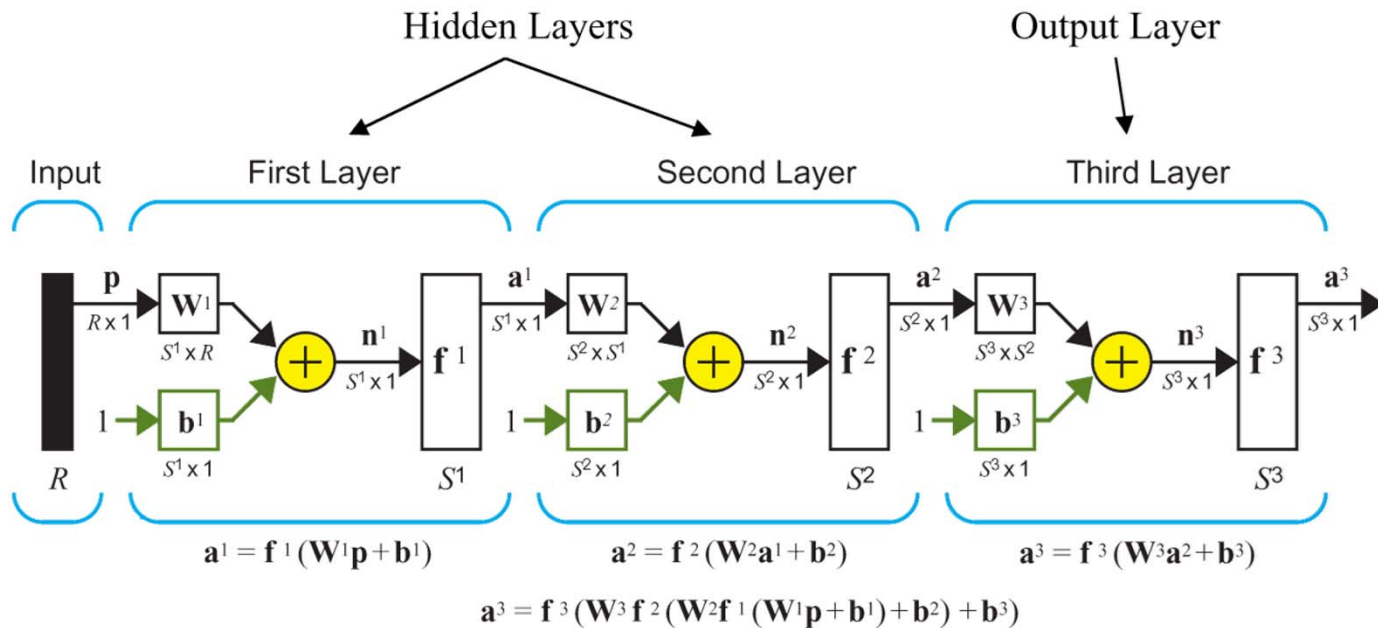 Hidden Layers Output Layer
Input First Layer Second Layer Third Layer
p a¹ a² a³
W¹ W² W³
R x 1 n¹ S¹ x 1 n² S² x 1 n³ S³ x 1
S¹ x R f ¹ S² x S¹ f ² S³ x S² f ³
S¹ x 1 S² x 1 S³ x 1
1 b¹ 1 b² 1 b³
S¹ x 1 S² x 1 S³ x 1
R S¹ S² S³
a¹ = f ¹ (W¹p + b¹) a² = f ² (W²a¹ + b²) a³ = f ³ (W³a² + b³)
a³ = f ³ (W³ f ² (W²f ¹ (W¹p + b¹) + b²) + b³)